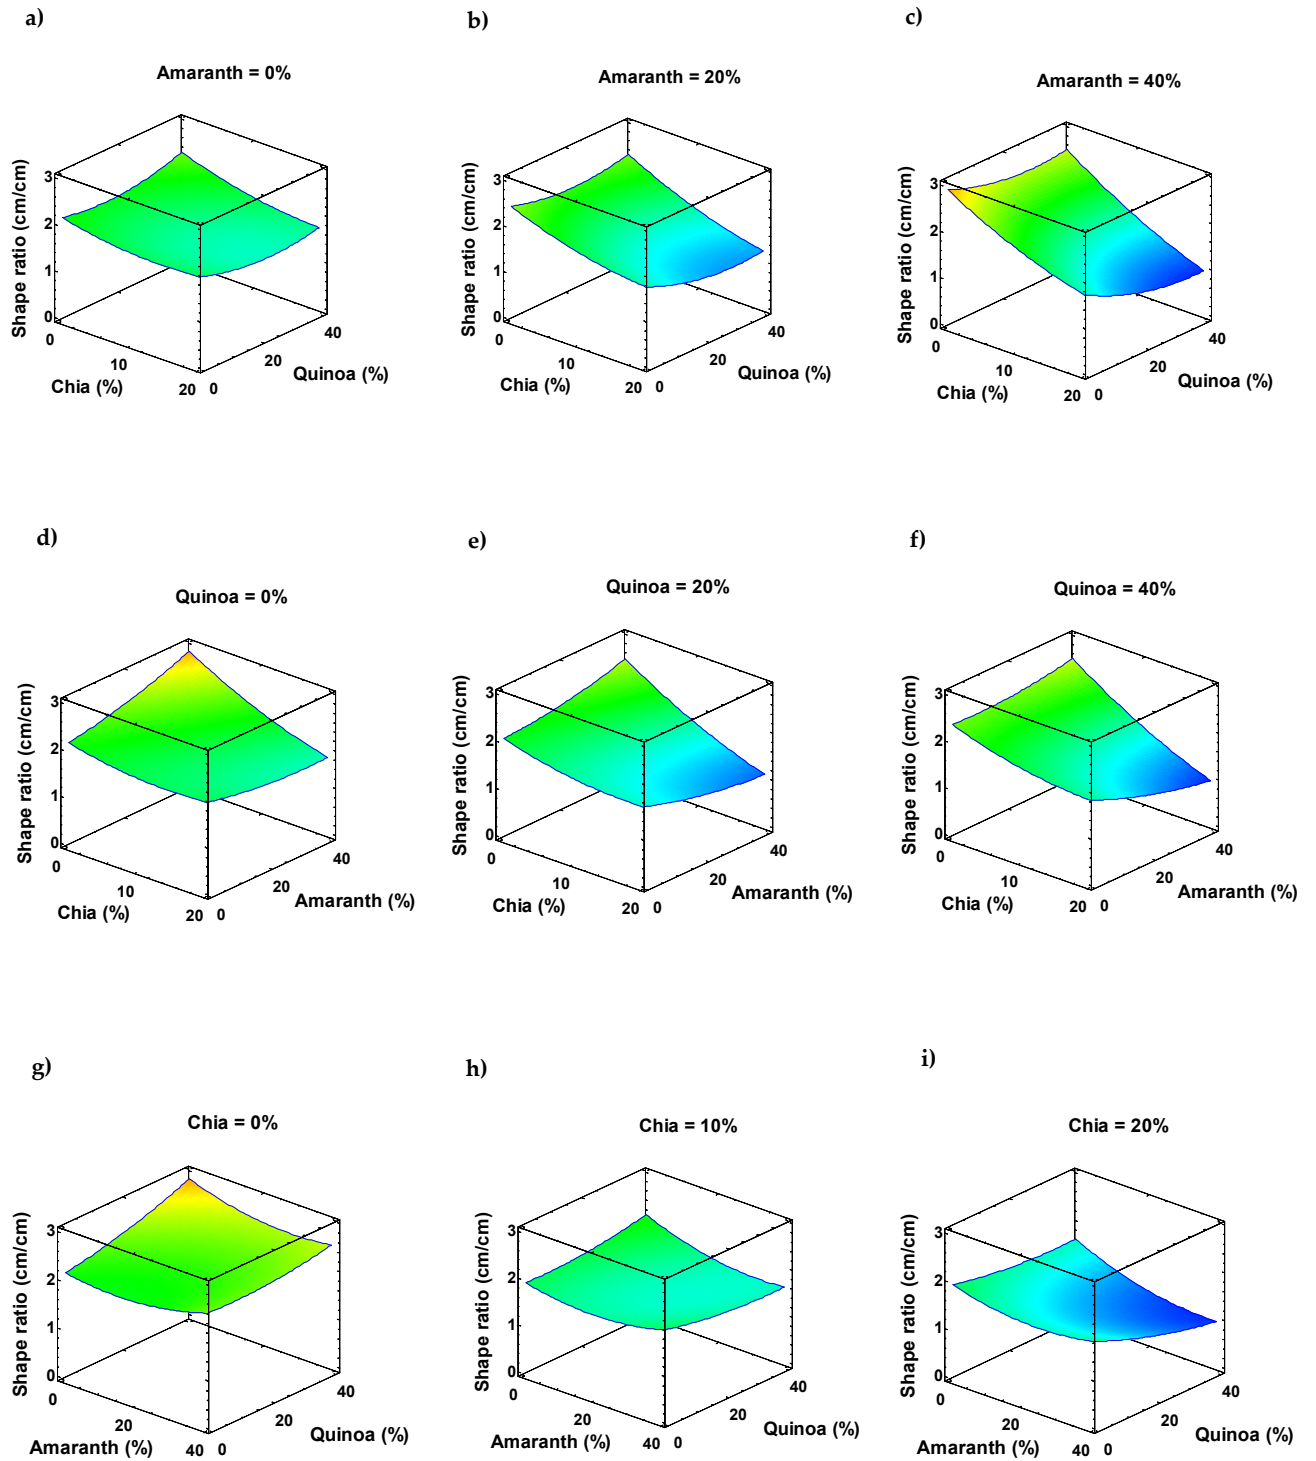 a)
b)
c)
Amaranth = 0%
Amaranth = 20%
Amaranth = 40%
Shape ratio (cm/cm)
3
2
1
0
0
10
20
Chia (%)
0
20
40
Quinoa (%)
Shape ratio (cm/cm)
3
2
1
0
0
10
20
Chia (%)
0
20
40
Quinoa (%)
Shape ratio (cm/cm)
3
2
1
0
0
10
20
Chia (%)
0
20
40
Quinoa (%)
d)
e)
f)
Quinoa = 0%
Quinoa = 20%
Quinoa = 40%
Shape ratio (cm/cm)
3
2
1
0
0
10
20
Chia (%)
0
20
40
Amaranth (%)
Shape ratio (cm/cm)
3
2
1
0
0
10
20
Chia (%)
0
20
40
Amaranth (%)
Shape ratio (cm/cm)
3
2
1
0
0
10
20
Chia (%)
0
20
40
Amaranth (%)
g)
h)
i)
Chia = 0%
Chia = 10%
Chia = 20%
Shape ratio (cm/cm)
3
2
1
0
0
20
40
Amaranth (%)
0
20
40
Quinoa (%)
Shape ratio (cm/cm)
3
2
1
0
0
20
40
Amaranth (%)
0
20
40
Quinoa (%)
Shape ratio (cm/cm)
3
2
1
0
0
20
40
Amaranth (%)
0
20
40
Quinoa (%)